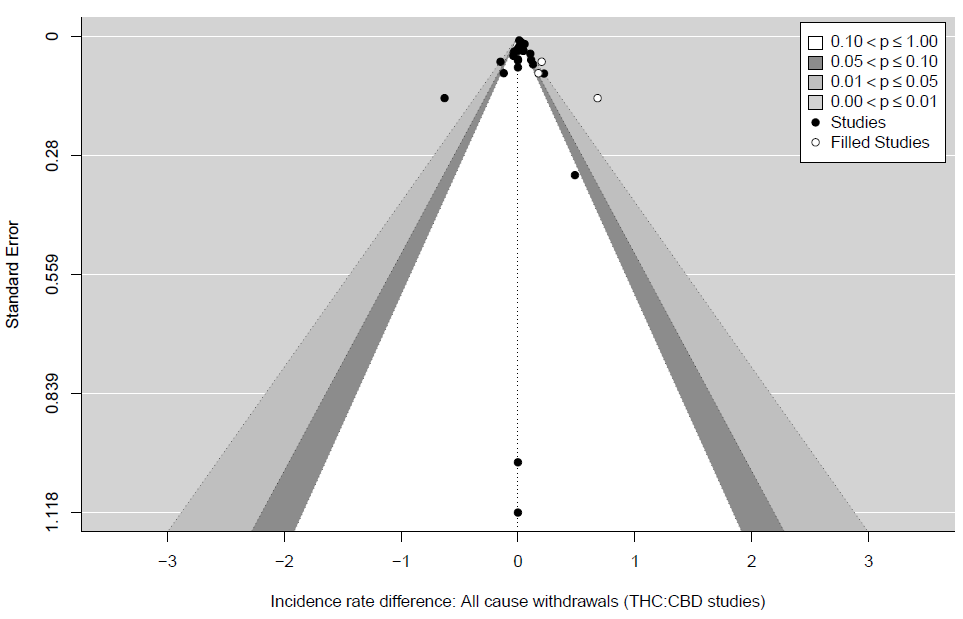 0.10 < p ≤ 1.00
0.05 < p ≤ 0.10
0.01 < p ≤ 0.05
0.00 < p ≤ 0.01
Studies
Filled Studies
Standard Error
0
0.28
0.559
0.839
1.118
−3
−2
−1
0
1
2
3
Incidence rate difference: All cause withdrawals (THC:CBD studies)